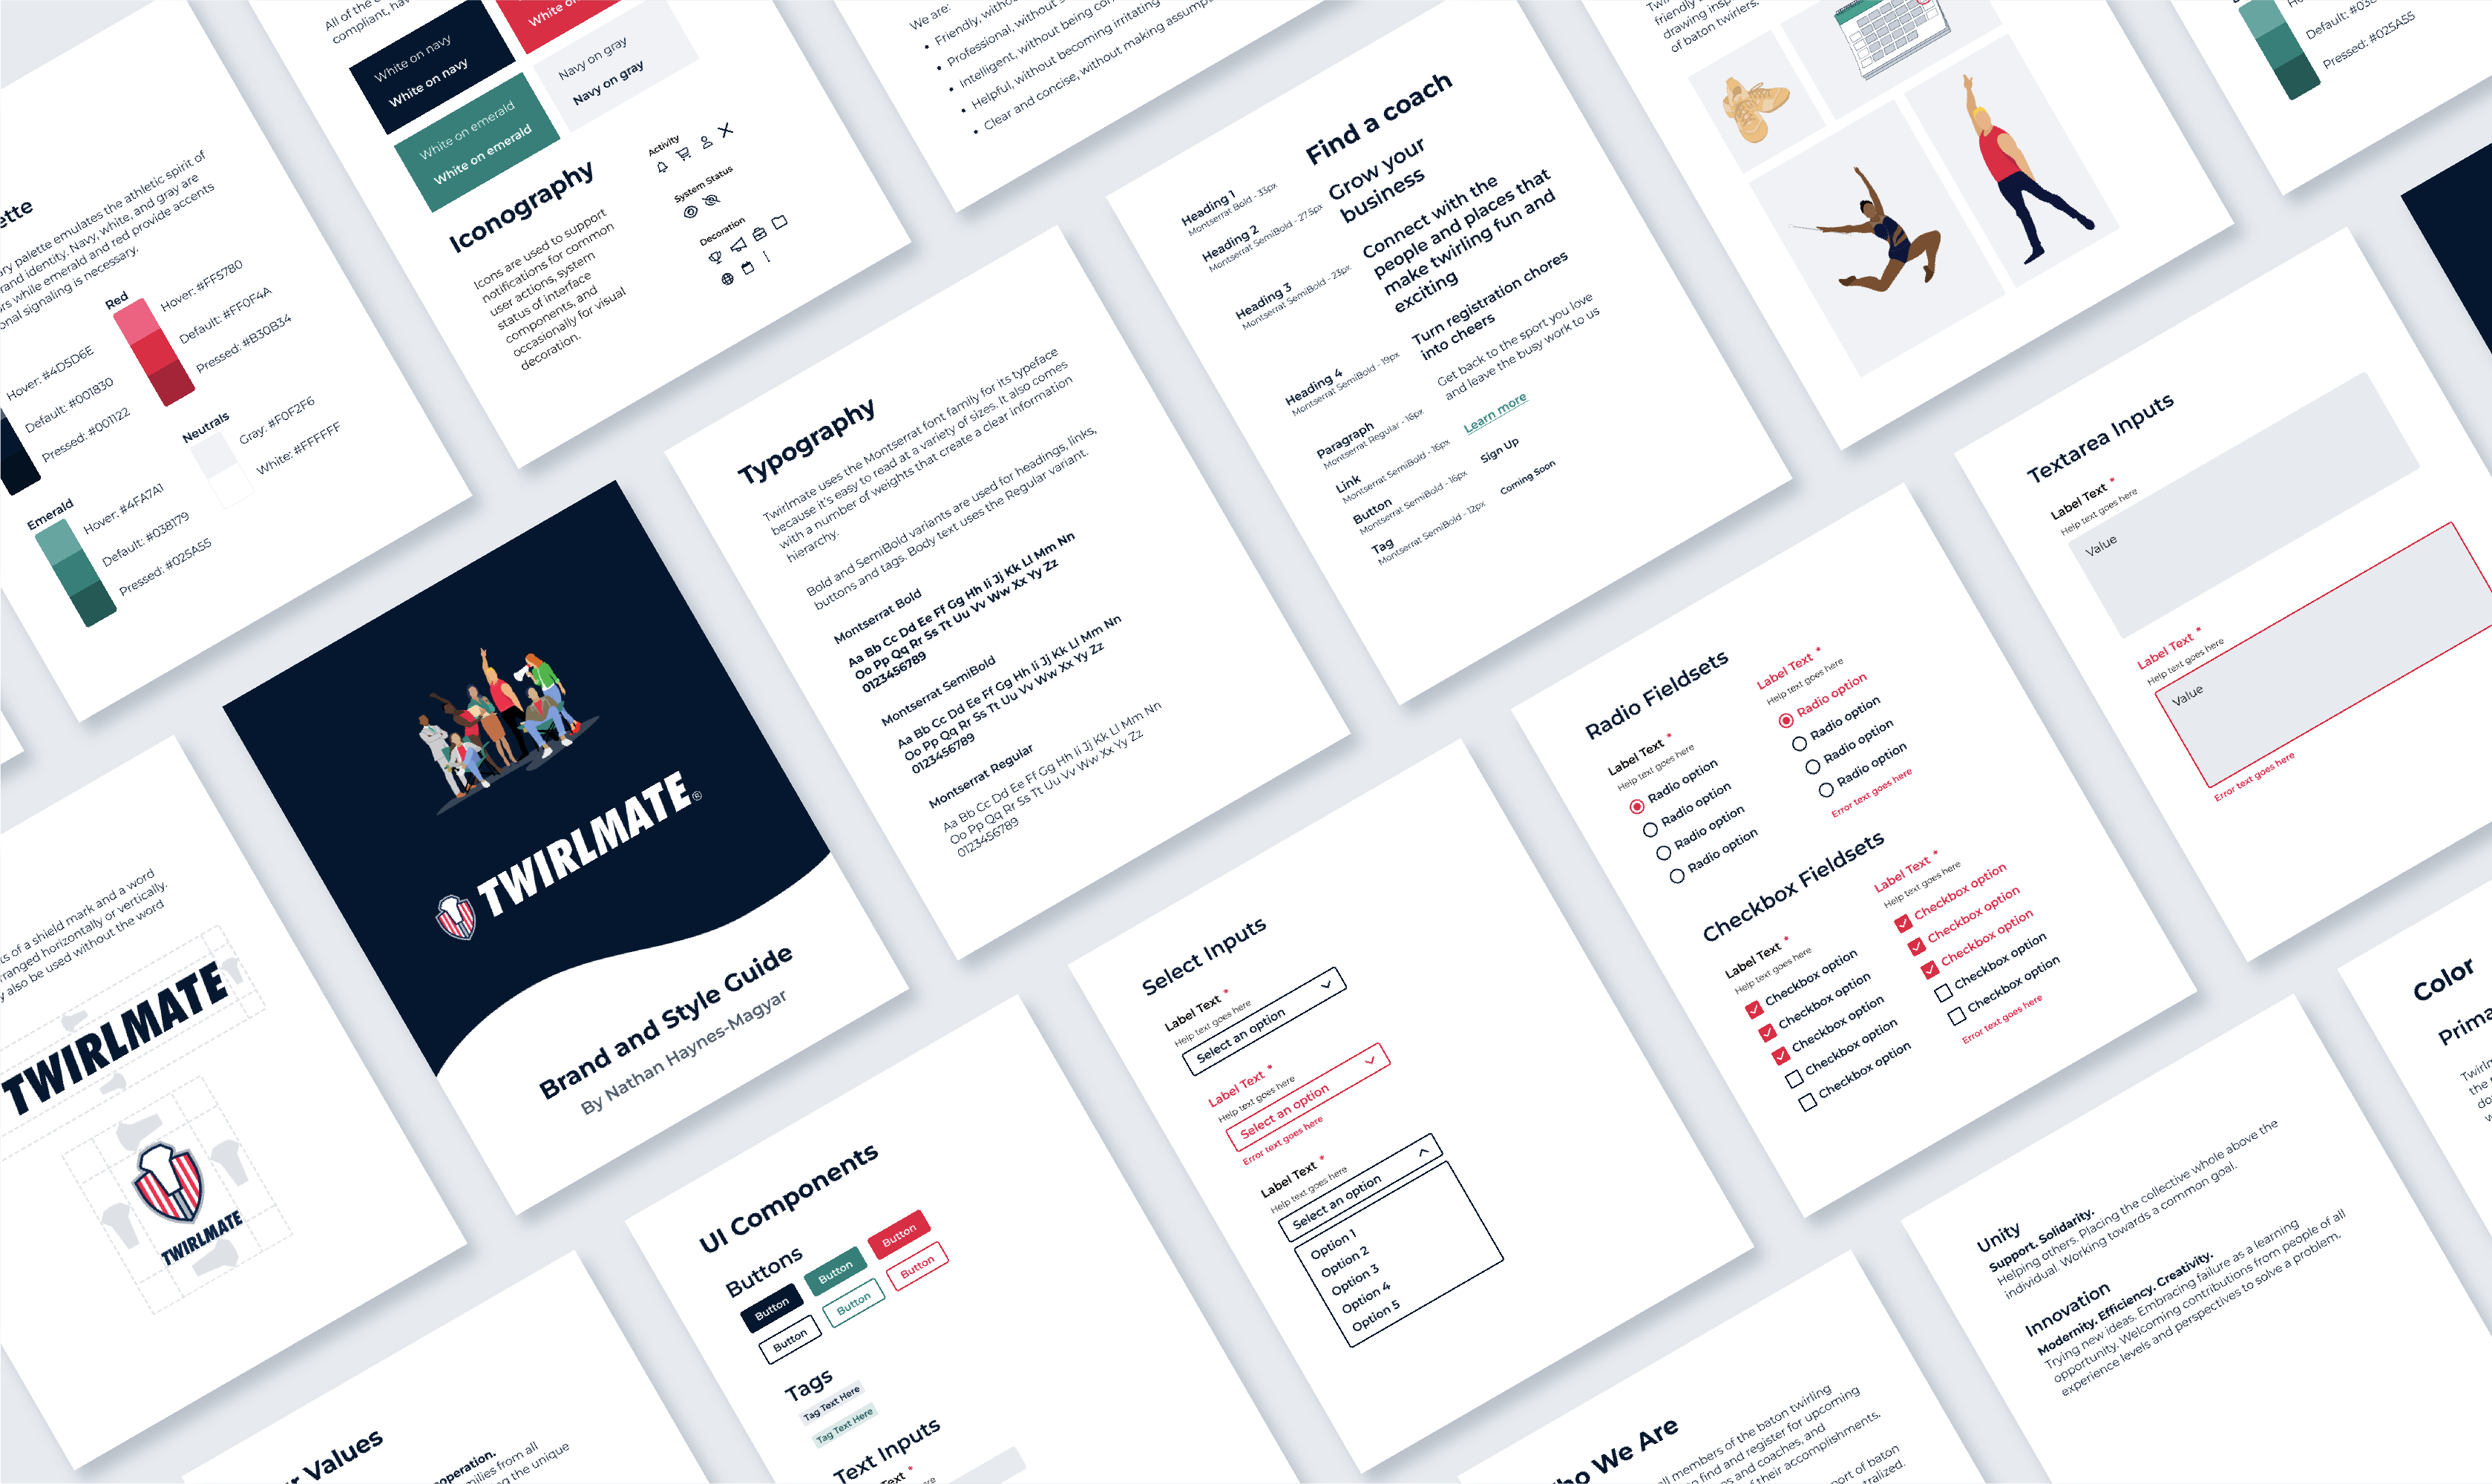 ette
ry palette emulates the athletic spirit of
rand identity. Navy, white, and gray are
rs while emerald and red provide accents
onal signaling is necessary.
Hover: #4D5D6E
Default: #001830
Pressed: #001122
Red
Hover: #FF5780
Default: #FF0F4A
Pressed: #B30B34
Emerald
Hover: #4FA7A1
Default: #038179
Pressed: #025A55
Neutrals
Gray: #F0F2F6
White: #FFFFFF
All of the
compliant, hav
White on navy
White on navy
White o
White on emerald
White on emerald
Navy on gray
Navy on gray
Iconography
Icons are used to support
notifications for common
user actions, system
status of interface
components, and
occasionally for visual
decoration.
Activity
System Status
Decoration
We are:
• Friendly, witho
• Professional, without
• Intelligent, without being con
• Helpful, without becoming irritating
• Clear and concise, without making assump
Typography
Twirlmate uses the Montserrat font family for its typeface
because it's easy to read at a variety of sizes. It also comes
with a number of weights that create a clear information
hierarchy.
Bold and SemiBold variants are used for headings, links,
buttons and tags. Body text uses the Regular variant.
Montserrat Bold
Aa Bb Cc Dd Ee Ff Gg Hh Ii Jj Kk Ll Mm Nn
Oo Pp Qq Rr Ss Tt Uu Vv Ww Xx Yy Zz
0123456789
Montserrat SemiBold
Aa Bb Cc Dd Ee Ff Gg Hh Ii Jj Kk Ll Mm Nn
Oo Pp Qq Rr Ss Tt Uu Vv Ww Xx Yy Zz
0123456789
Montserrat Regular
Aa Bb Cc Dd Ee Ff Gg Hh Ii Jj Kk Ll Mm Nn
Oo Pp Qq Rr Ss Tt Uu Vv Ww Xx Yy Zz
0123456789
Heading 1
Montserrat Bold - 33px
Find a coach
Heading 2
Montserrat SemiBold - 27.5px
Grow your
business
Heading 3
Montserrat SemiBold - 23px
Connect with the
people and places that
make twirling fun and
exciting
Heading 4
Montserrat SemiBold - 19px
Turn registration chores
into cheers
Paragraph
Montserrat Regular - 16px
Get back to the sport you love
and leave the busy work to us
Link
Montserrat SemiBold - 16px
Learn more
Button
Montserrat SemiBold - 16px
Sign Up
Tag
Montserrat SemiBold - 12px
Coming Soon
Twir
friendly
drawing insp
of baton twirlers,
Default: #038
Pressed: #025A55
TWIRLMATE®
Brand and Style Guide
By Nathan Haynes-Magyar
ts of a shield mark and a word
rranged horizontally or vertically.
y also be used without the word
TWIRLMATE
TWIRLMATE
r Values
operation.
milies from all
ng the unique
UI Components
Buttons
Button
Button
Button
Button
Button
Button
Tags
Tag Text Here
Tag Text Here
Text Inputs
Text *
here
Select Inputs
Label Text *
Help text goes here
Select an option
Label Text *
Help text goes here
Select an option
Error text goes here
Label Text *
Help text goes here
Select an option
Option 1
Option 2
Option 3
Option 4
Option 5
Radio Fieldsets
Label Text *
Help text goes here
Radio option
Radio option
Radio option
Radio option
Label Text *
Help text goes here
Radio option
Radio option
Radio option
Radio option
Error text goes here
Checkbox Fieldsets
Label Text *
Help text goes here
Checkbox option
Checkbox option
Checkbox option
Checkbox option
Checkbox option
Label Text *
Help text goes here
Checkbox option
Checkbox option
Checkbox option
Checkbox option
Checkbox option
Error text goes here
Textarea Inputs
Label Text *
Help text goes here
Value
Label Text *
Help text goes here
Value
Error text goes here
ho We Are
ll members of the baton twirling
find and register for upcoming
s and coaches, and
their accomplishments,
port of baton
tralized.
Unity
Support. Solidarity.
Helping others. Placing the collective whole above the
individual. Working towards a common goal.
Innovation
Modernity. Efficiency. Creativity.
Trying new ideas. Embracing failure as a learning
opportunity. Welcoming contributions from people of all
experience levels and perspectives to solve a problem.
Color
Prima
Twirlm
the